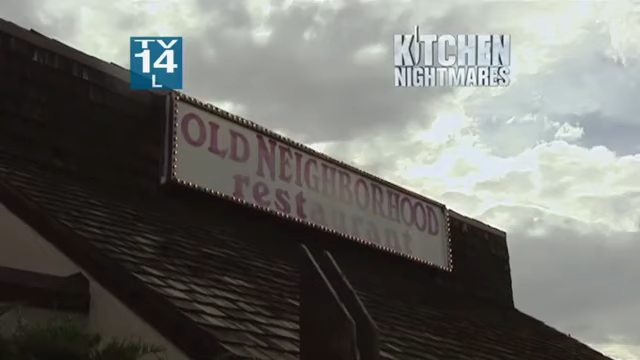 TV
14
L
KITCHEN
NIGHTMARES
OLD NEIGHBORHOOD
restaurant